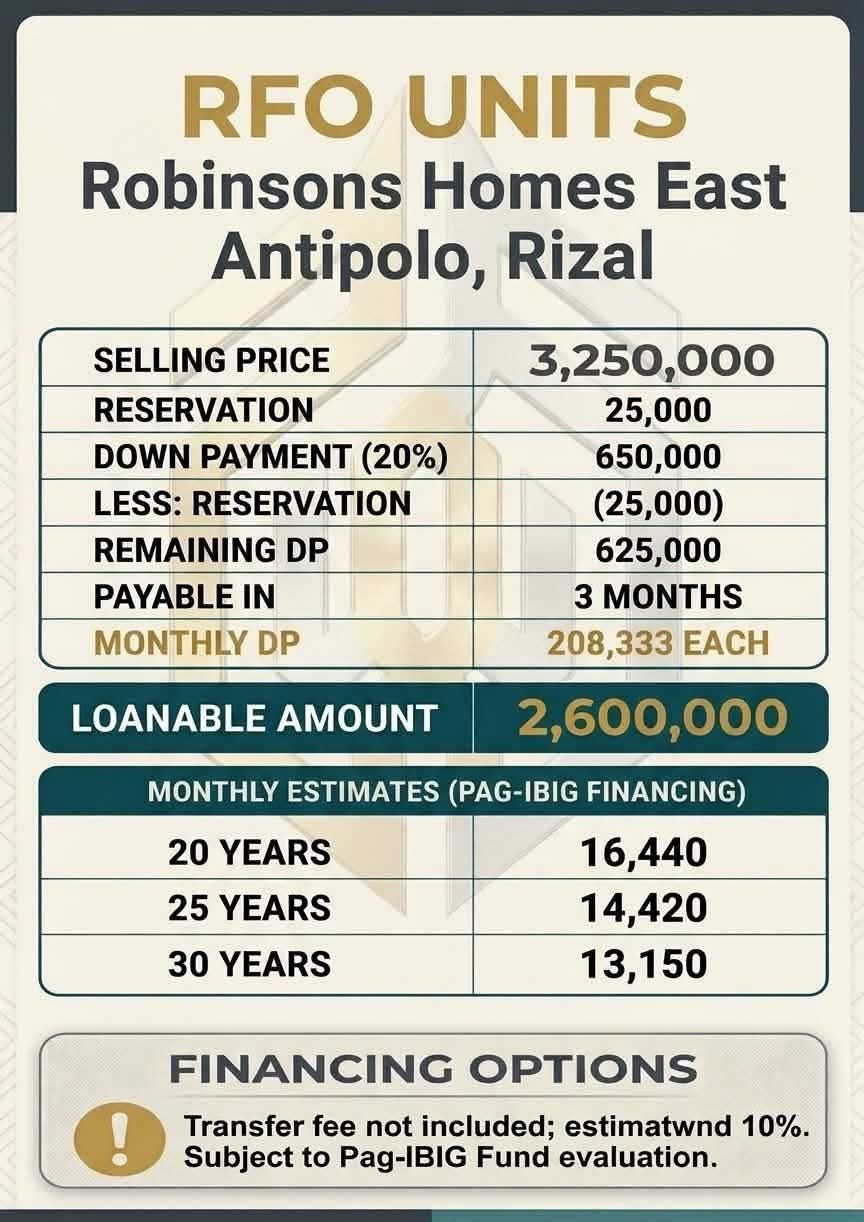 RFO UNITS
Robinsons Homes East
Antipolo, Rizal
SELLING PRICE 3,250,000
RESERVATION 25,000
DOWN PAYMENT (20%) 650,000
LESS: RESERVATION (25,000)
REMAINING DP 625,000
PAYABLE IN 3 MONTHS
MONTHLY DP 208,333 EACH
LOANABLE AMOUNT 2,600,000
MONTHLY ESTIMATES (PAG-IBIG FINANCING)
20 YEARS 16,440
25 YEARS 14,420
30 YEARS 13,150
FINANCING OPTIONS
Transfer fee not included; estimatwnd 10%.
Subject to Pag-IBIG Fund evaluation.